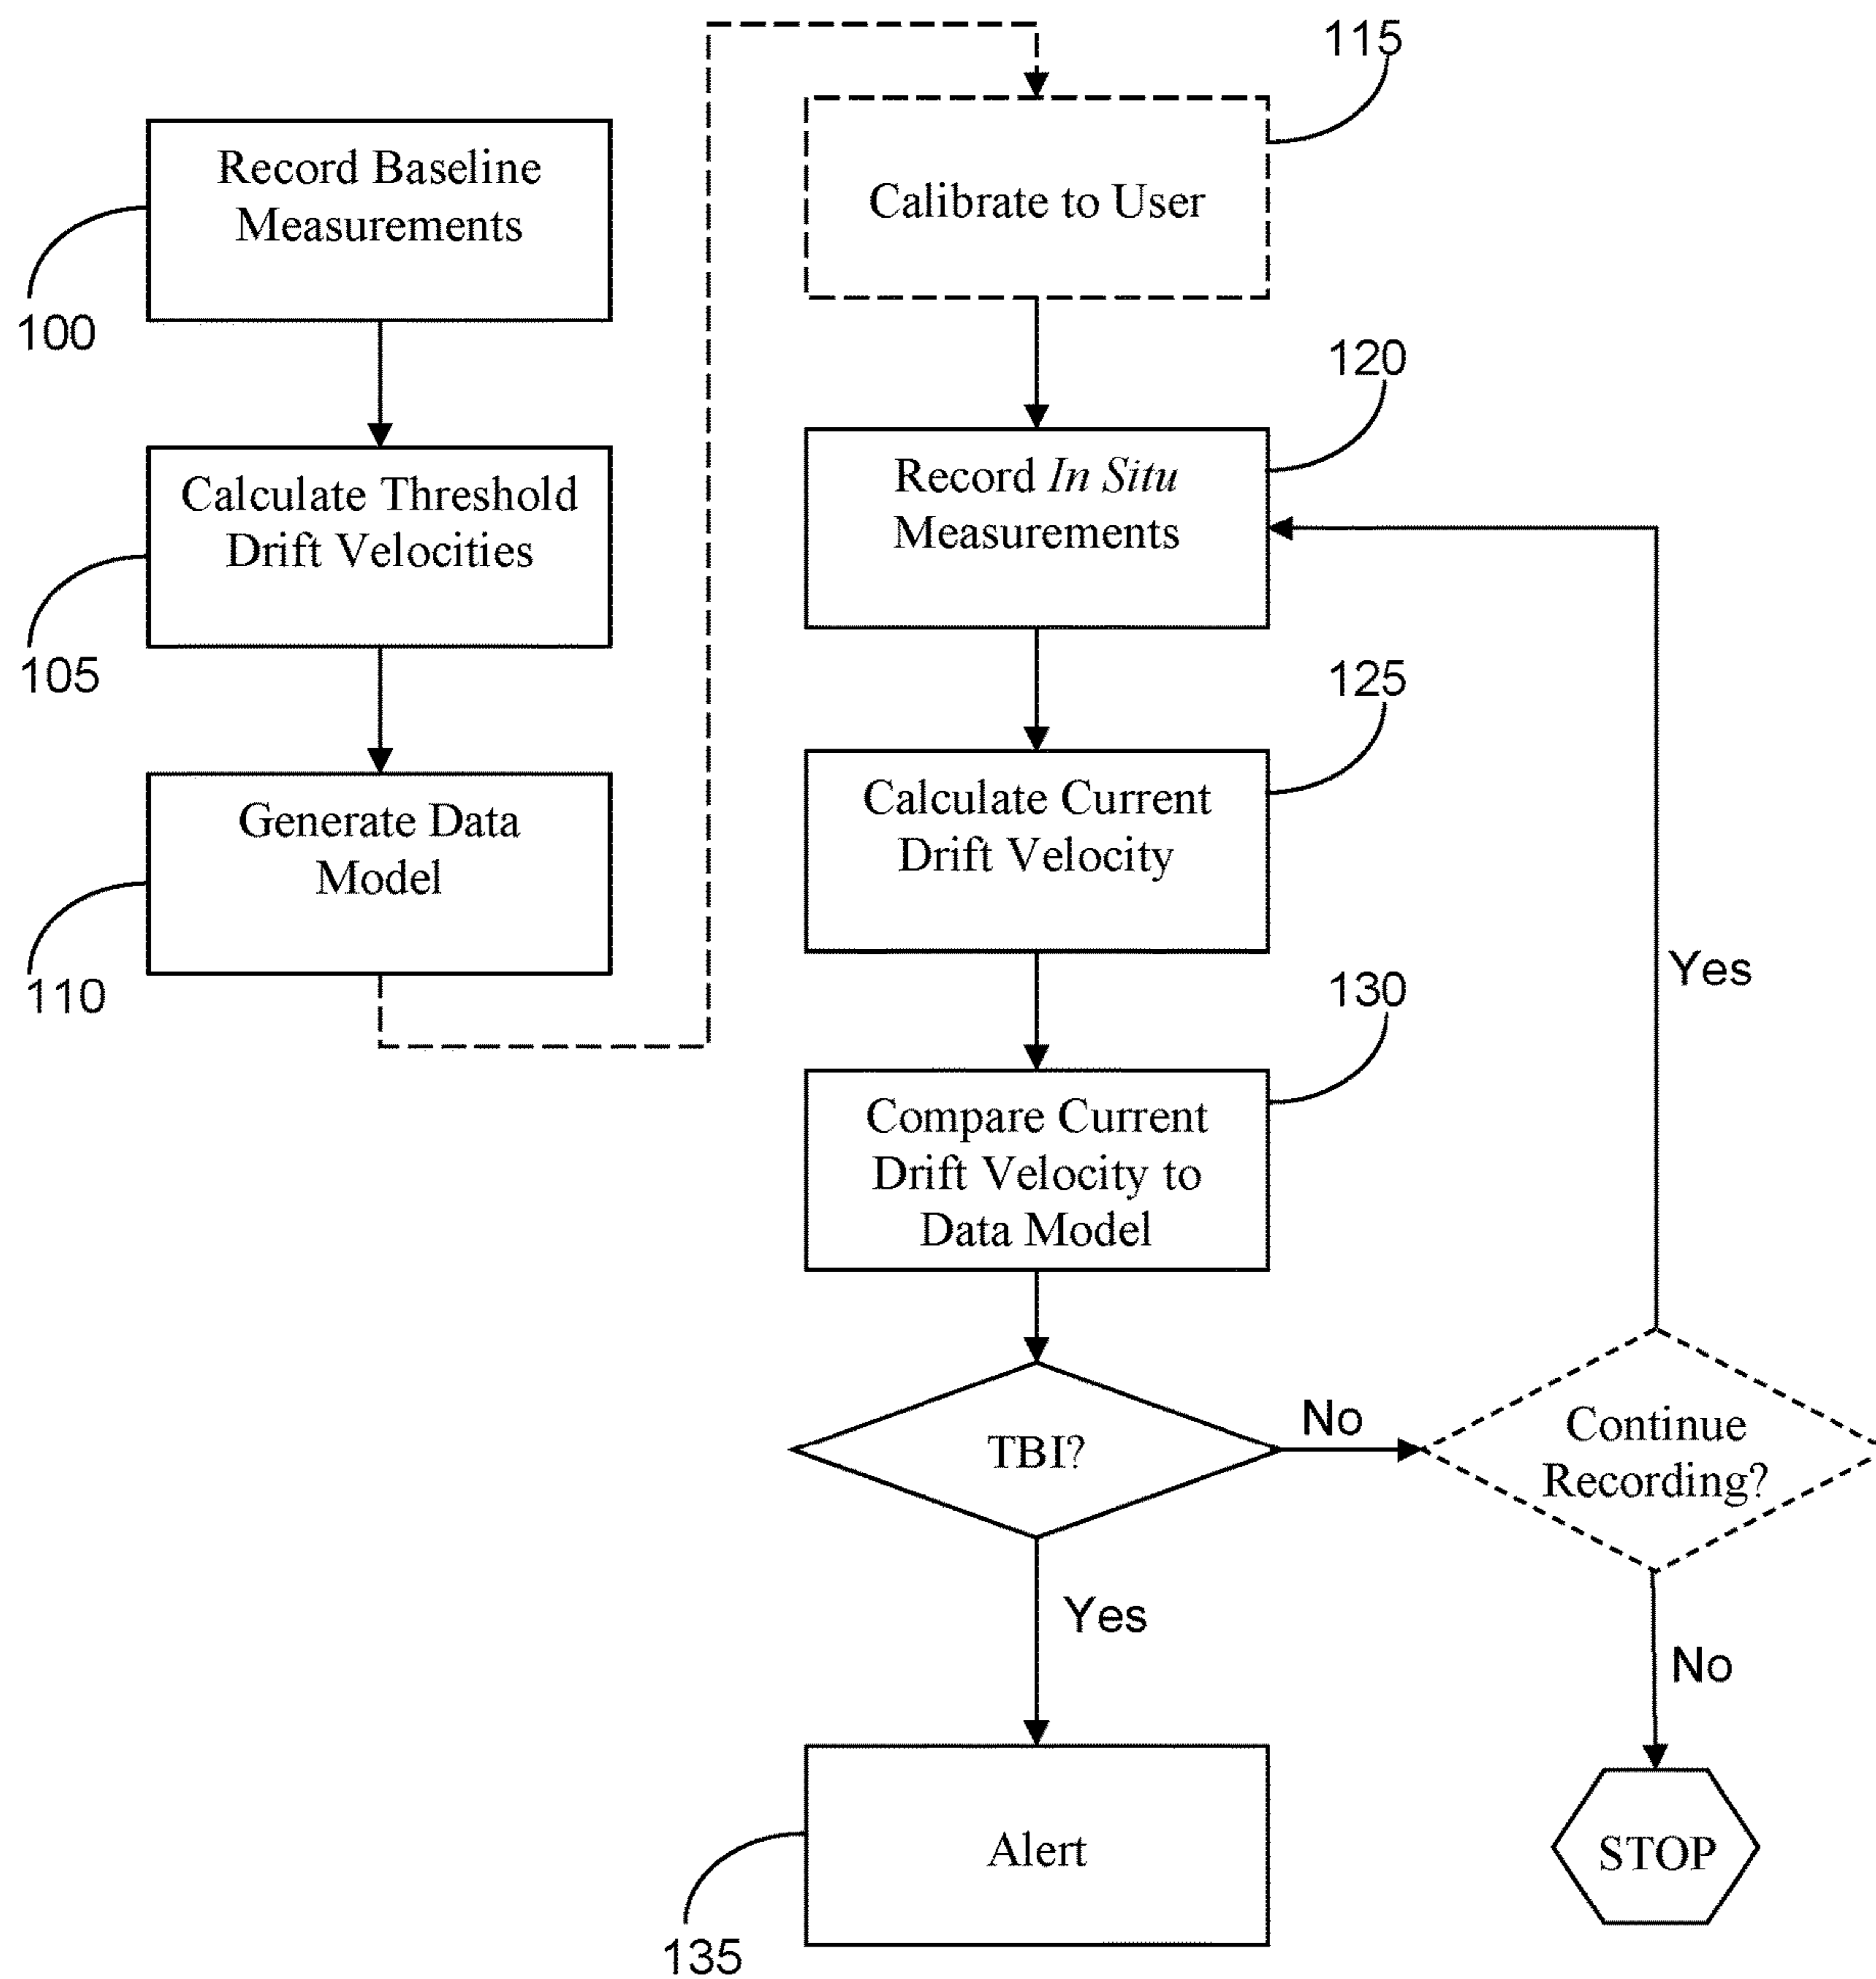 Record Baseline
Measurements
100
Calculate Threshold
Drift Velocities
105
Generate Data
Model
110
115
Calibrate to User
120
Record In Situ
Measurements
125
Calculate Current
Drift Velocity
130
Compare Current
Drift Velocity to
Data Model
TBI?
No
Yes
Continue
Recording?
Yes
No
Alert
135
STOP